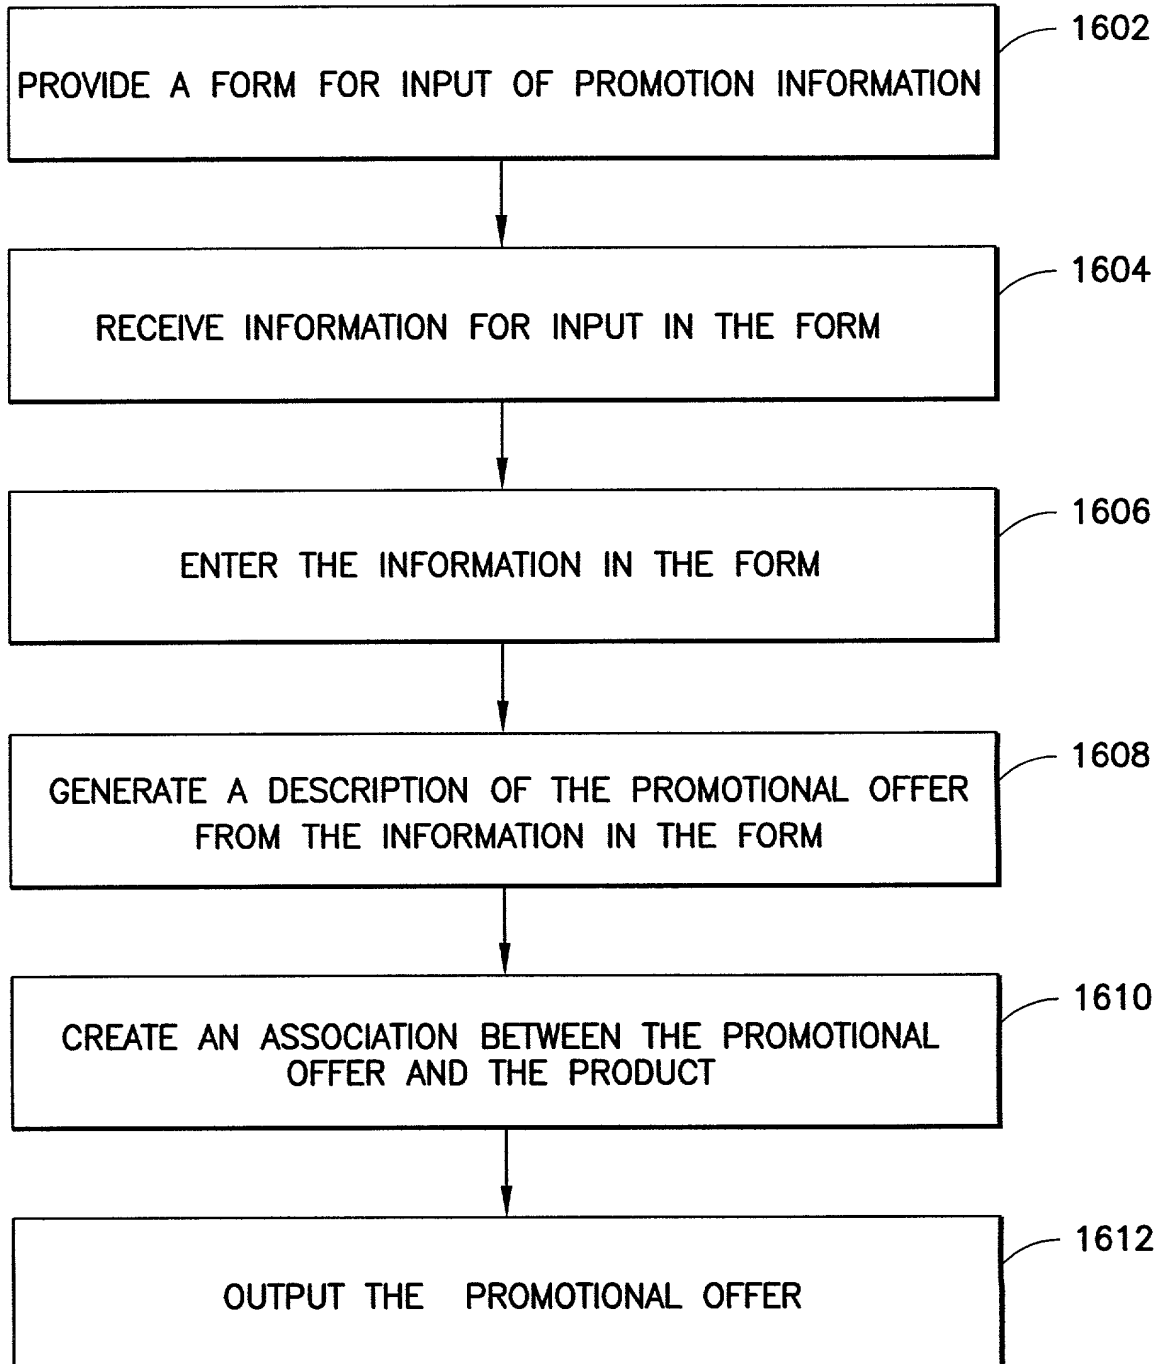 1602
PROVIDE A FORM FOR INPUT OF PROMOTION INFORMATION
1604
RECEIVE INFORMATION FOR INPUT IN THE FORM
1606
ENTER THE INFORMATION IN THE FORM
1608
GENERATE A DESCRIPTION OF THE PROMOTIONAL OFFER
FROM THE INFORMATION IN THE FORM
1610
CREATE AN ASSOCIATION BETWEEN THE PROMOTIONAL
OFFER AND THE PRODUCT
1612
OUTPUT THE PROMOTIONAL OFFER